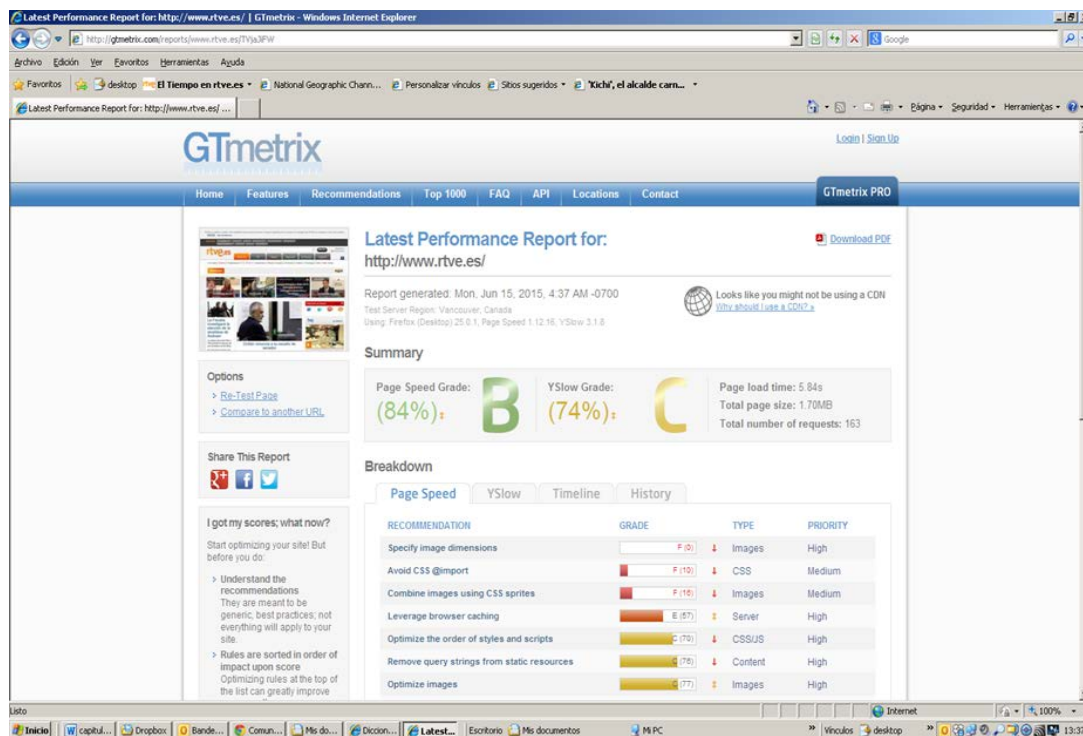 Latest Performance Report for: http://www.rtve.es/ | GTmetrix - Windows Internet Explorer
http://gtmetrix.com/reports/www.rtve.es/TVja3fFW
Google
Archivo Edición Ver Favoritos Herramientas Ayuda
Favoritos desktop El Tiempo en rtve.es National Geographic Chann... Personalizar vínculos Sitios sugeridos "Kichi", el alcalde carn...
Latest Performance Report for: http://www.rtve.es/ ...
Página Seguridad Herramientas
GTmetrix
Login | Sign Up
Home Features Recommendations Top 1000 FAQ API Locations Contact
GTmetrix PRO
rtve.es
Latest Performance Report for:
http://www.rtve.es/
Download PDF
Report generated: Mon, Jun 15, 2015, 4:37 AM -0700
Test Server Region: Vancouver, Canada
Using: Firefox (Desktop) 25.0.1, Page Speed 1.12.16, YSlow 3.1.8
Looks like you might not be using a CDN
Why should I use a CDN? »
Summary
Page Speed Grade:
(84%)
B
YSlow Grade:
(74%)
C
Page load time: 5.84s
Total page size: 1.70MB
Total number of requests: 163
Options
> Re-Test Page
> Compare to another URL
Share This Report
Breakdown
Page Speed YSlow Timeline History
RECOMMENDATION GRADE TYPE PRIORITY
Specify image dimensions F (0) Images High
Avoid CSS @import F (10) CSS Medium
Combine images using CSS sprites F (18) Images Medium
Leverage browser caching E (57) Server High
Optimize the order of styles and scripts C (70) CSS/JS High
Remove query strings from static resources C (76) Content High
Optimize images C (77) Images High
I got my scores; what now?
Start optimizing your site! But
before you do:
> Understand the
recommendations
They are meant to be
generic, best practices; not
everything will apply to your
site.
> Rules are sorted in order of
impact upon score
Optimizing rules at the top of
the list can greatly improve
Listo
Internet
100%
Inicio capitul... Dropbox Bande... Comun... Mis do... Diccion... Latest... Escritorio Mis documentos Mi PC Vínculos desktop